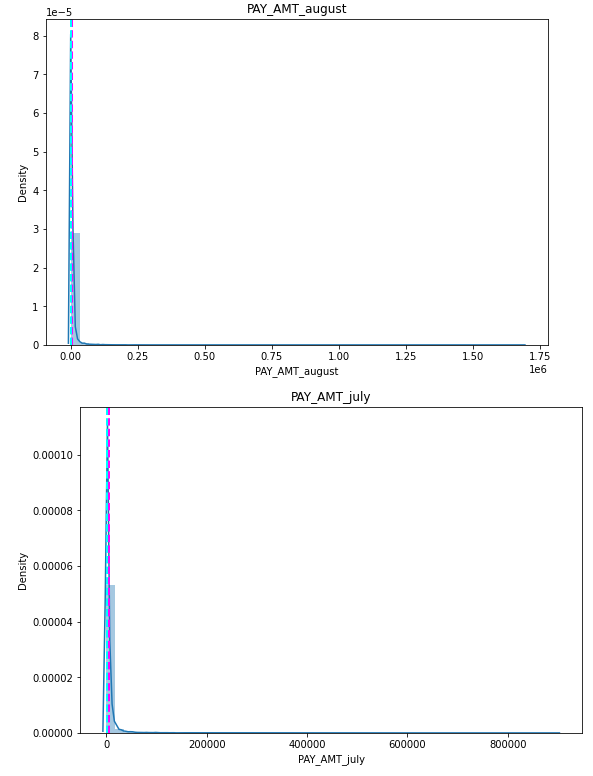 PAY_AMT_august
1e−5
8
7
6
5
4
3
2
1
0
Density
0.00 0.25 0.50 0.75 1.00 1.25 1.50 1.75
PAY_AMT_august
1e6
PAY_AMT_july
0.00010
0.00008
0.00006
0.00004
0.00002
0.00000
Density
0 200000 400000 600000 800000
PAY_AMT_july